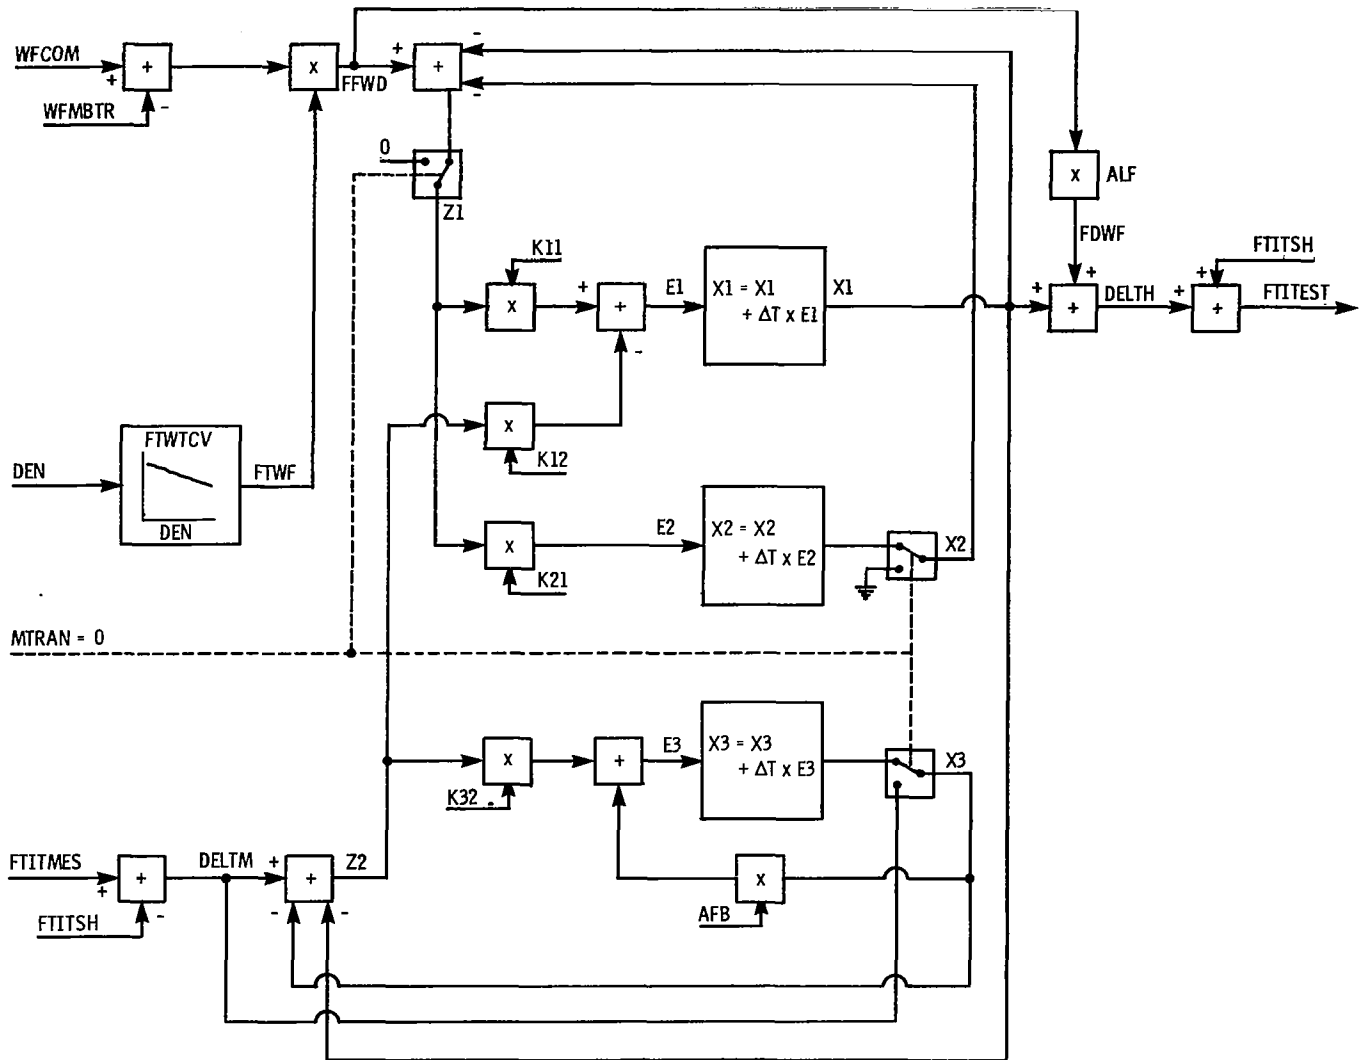 WFCOM
+
+
-
WFMBTR
x
FFWD
+
+
-
-
0
Z1
x
ALF
FDWF
K11
x
+
+
-
E1
X1 = X1
+ ΔT x E1
X1
+
+
+
DELTH
+
+
+
FTITSH
FTITEST
x
K12
DEN
FTWTCV
DEN
FTWF
x
K21
E2
X2 = X2
+ ΔT x E2
X2
MTRAN = 0
x
K32
+
E3
X3 = X3
+ ΔT x E3
X3
FTITMES
+
+
-
FTITSH
DELTM
+
+
-
-
Z2
x
AFB